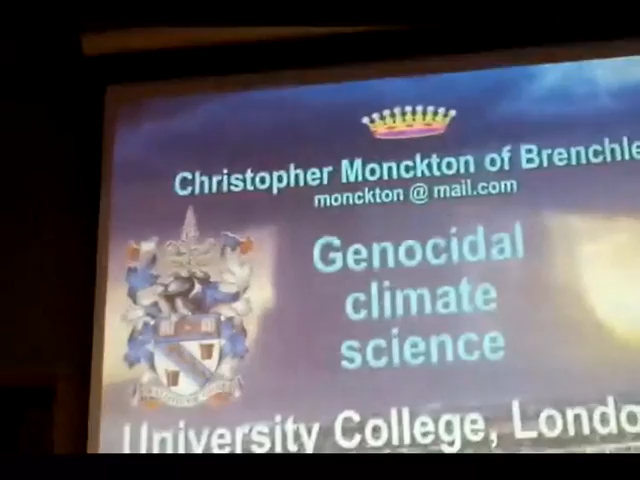 Christopher Monckton of Brenchle
monckton @ mail.com
Genocidal
climate
science
University College, Londo